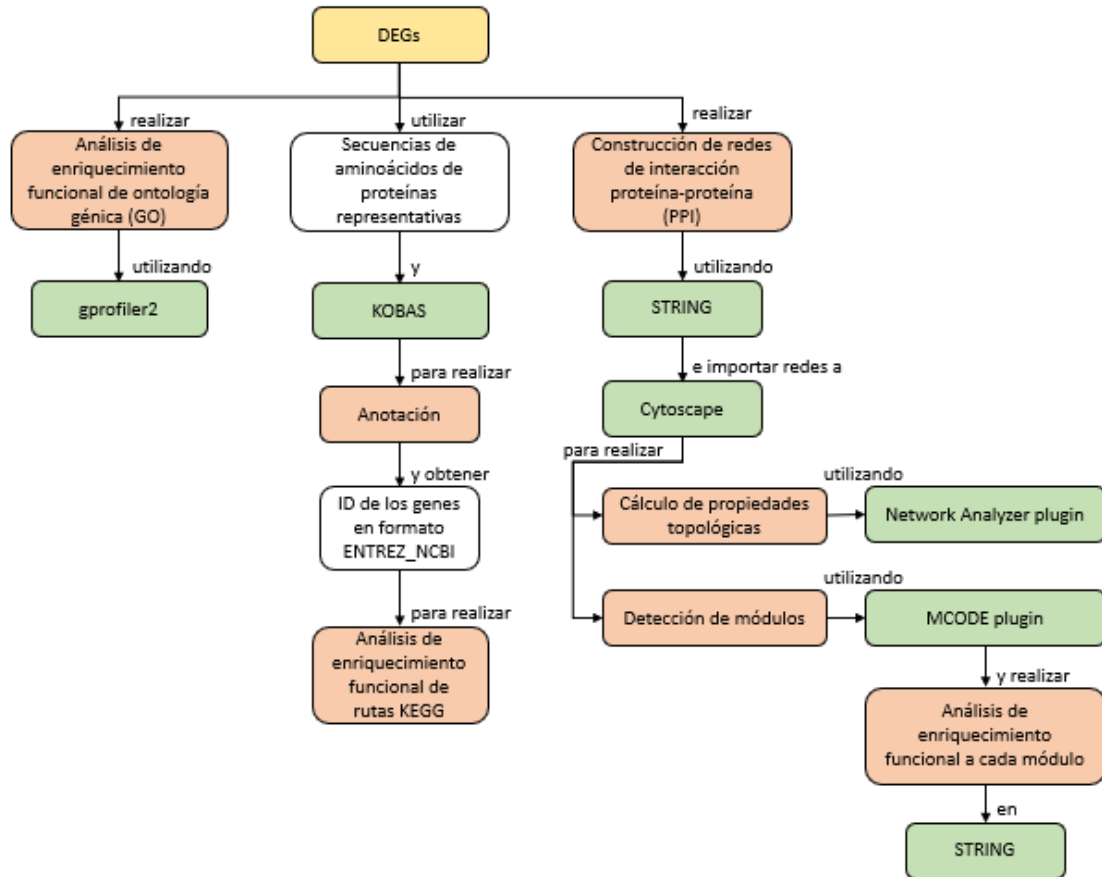 DEGs
realizar
utilizar
realizar
Análisis de
enriquecimiento
funcional de ontología
génica (GO)
Secuencias de
aminoácidos de
proteínas
representativas
Construcción de redes
de interacción
proteína-proteína
(PPI)
utilizando
y
utilizando
gprofiler2
KOBAS
STRING
para realizar
e importar redes a
Anotación
Cytoscape
para realizar
y obtener
utilizando
ID de los genes
en formato
ENTREZ_NCBI
Cálculo de propiedades
topológicas
Network Analyzer plugin
para realizar
utilizando
Análisis de
enriquecimiento
funcional de
rutas KEGG
Detección de módulos
MCODE plugin
y realizar
Análisis de
enriquecimiento
funcional a cada módulo
en
STRING